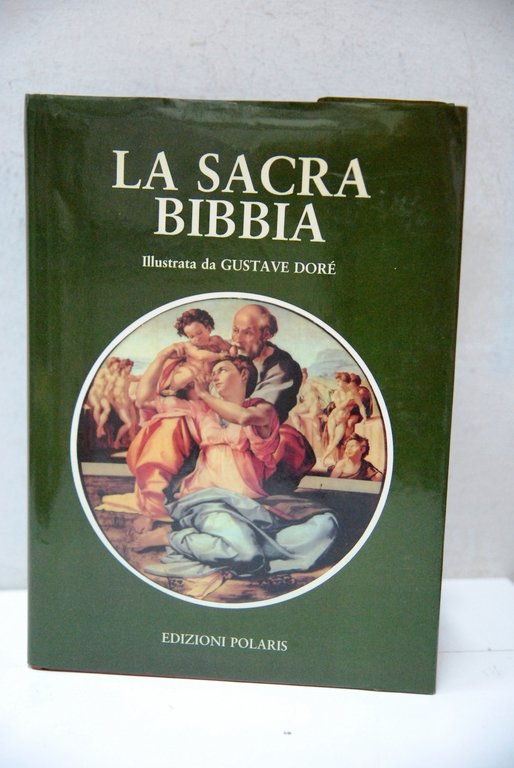 LA SACRA
BIBBIA
Illustrata da GUSTAVE DORÉ
EDIZIONI POLARIS